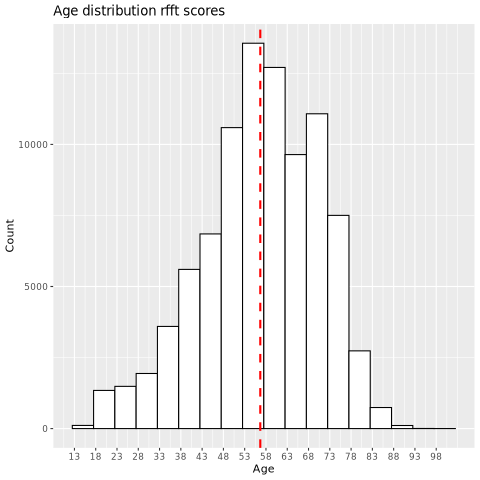 Age distribution rfft scores
10000
5000
0
Count
13 18 23 28 33 38 43 48 53 58 63 68 73 78 83 88 93 98
Age